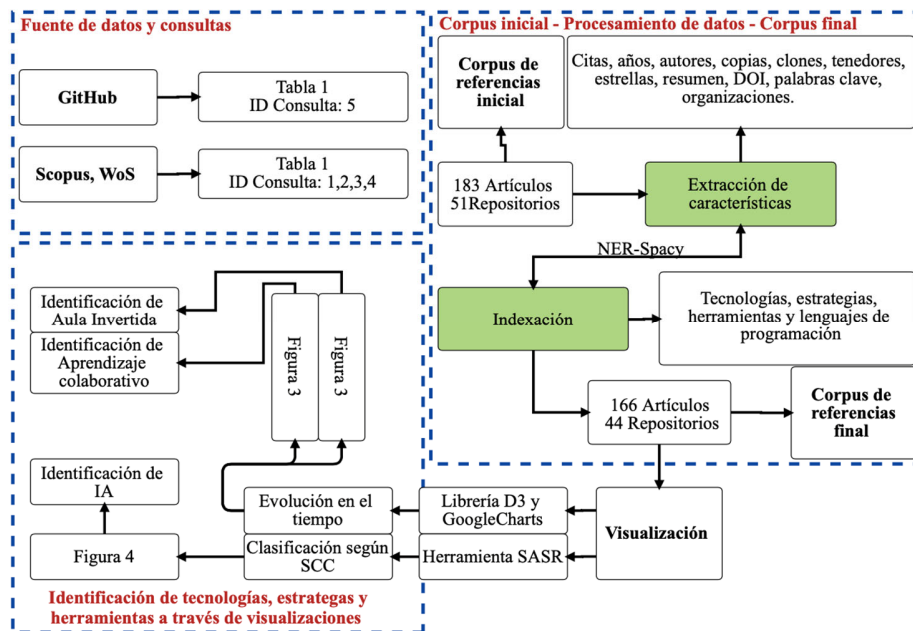 Fuente de datos y consultas
GitHub
Tabla 1
ID Consulta: 5
Scopus, WoS
Tabla 1
ID Consulta: 1,2,3,4
Corpus inicial - Procesamiento de datos - Corpus final
Corpus de
referencias
inicial
Citas, años, autores, copias, clones, tenedores,
estrellas, resumen, DOI, palabras clave,
organizaciones.
183 Artículos
51Repositorios
Extracción de
características
NER-Spacy
Indexación
Tecnologías, estrategias,
herramientas y lenguajes de
programación
166 Artículos
44 Repositorios
Corpus de
referencias
final
Identificación de
Aula Invertida
Identificación de
Aprendizaje
colaborativo
Figura 3
Figura 3
Identificación de
IA
Figura 4
Evolución en el
tiempo
Clasificación según
SCC
Librería D3 y
GoogleCharts
Herramienta SASR
Visualización
Identificación de tecnologías, estrategas y
herramientas a través de visualizaciones